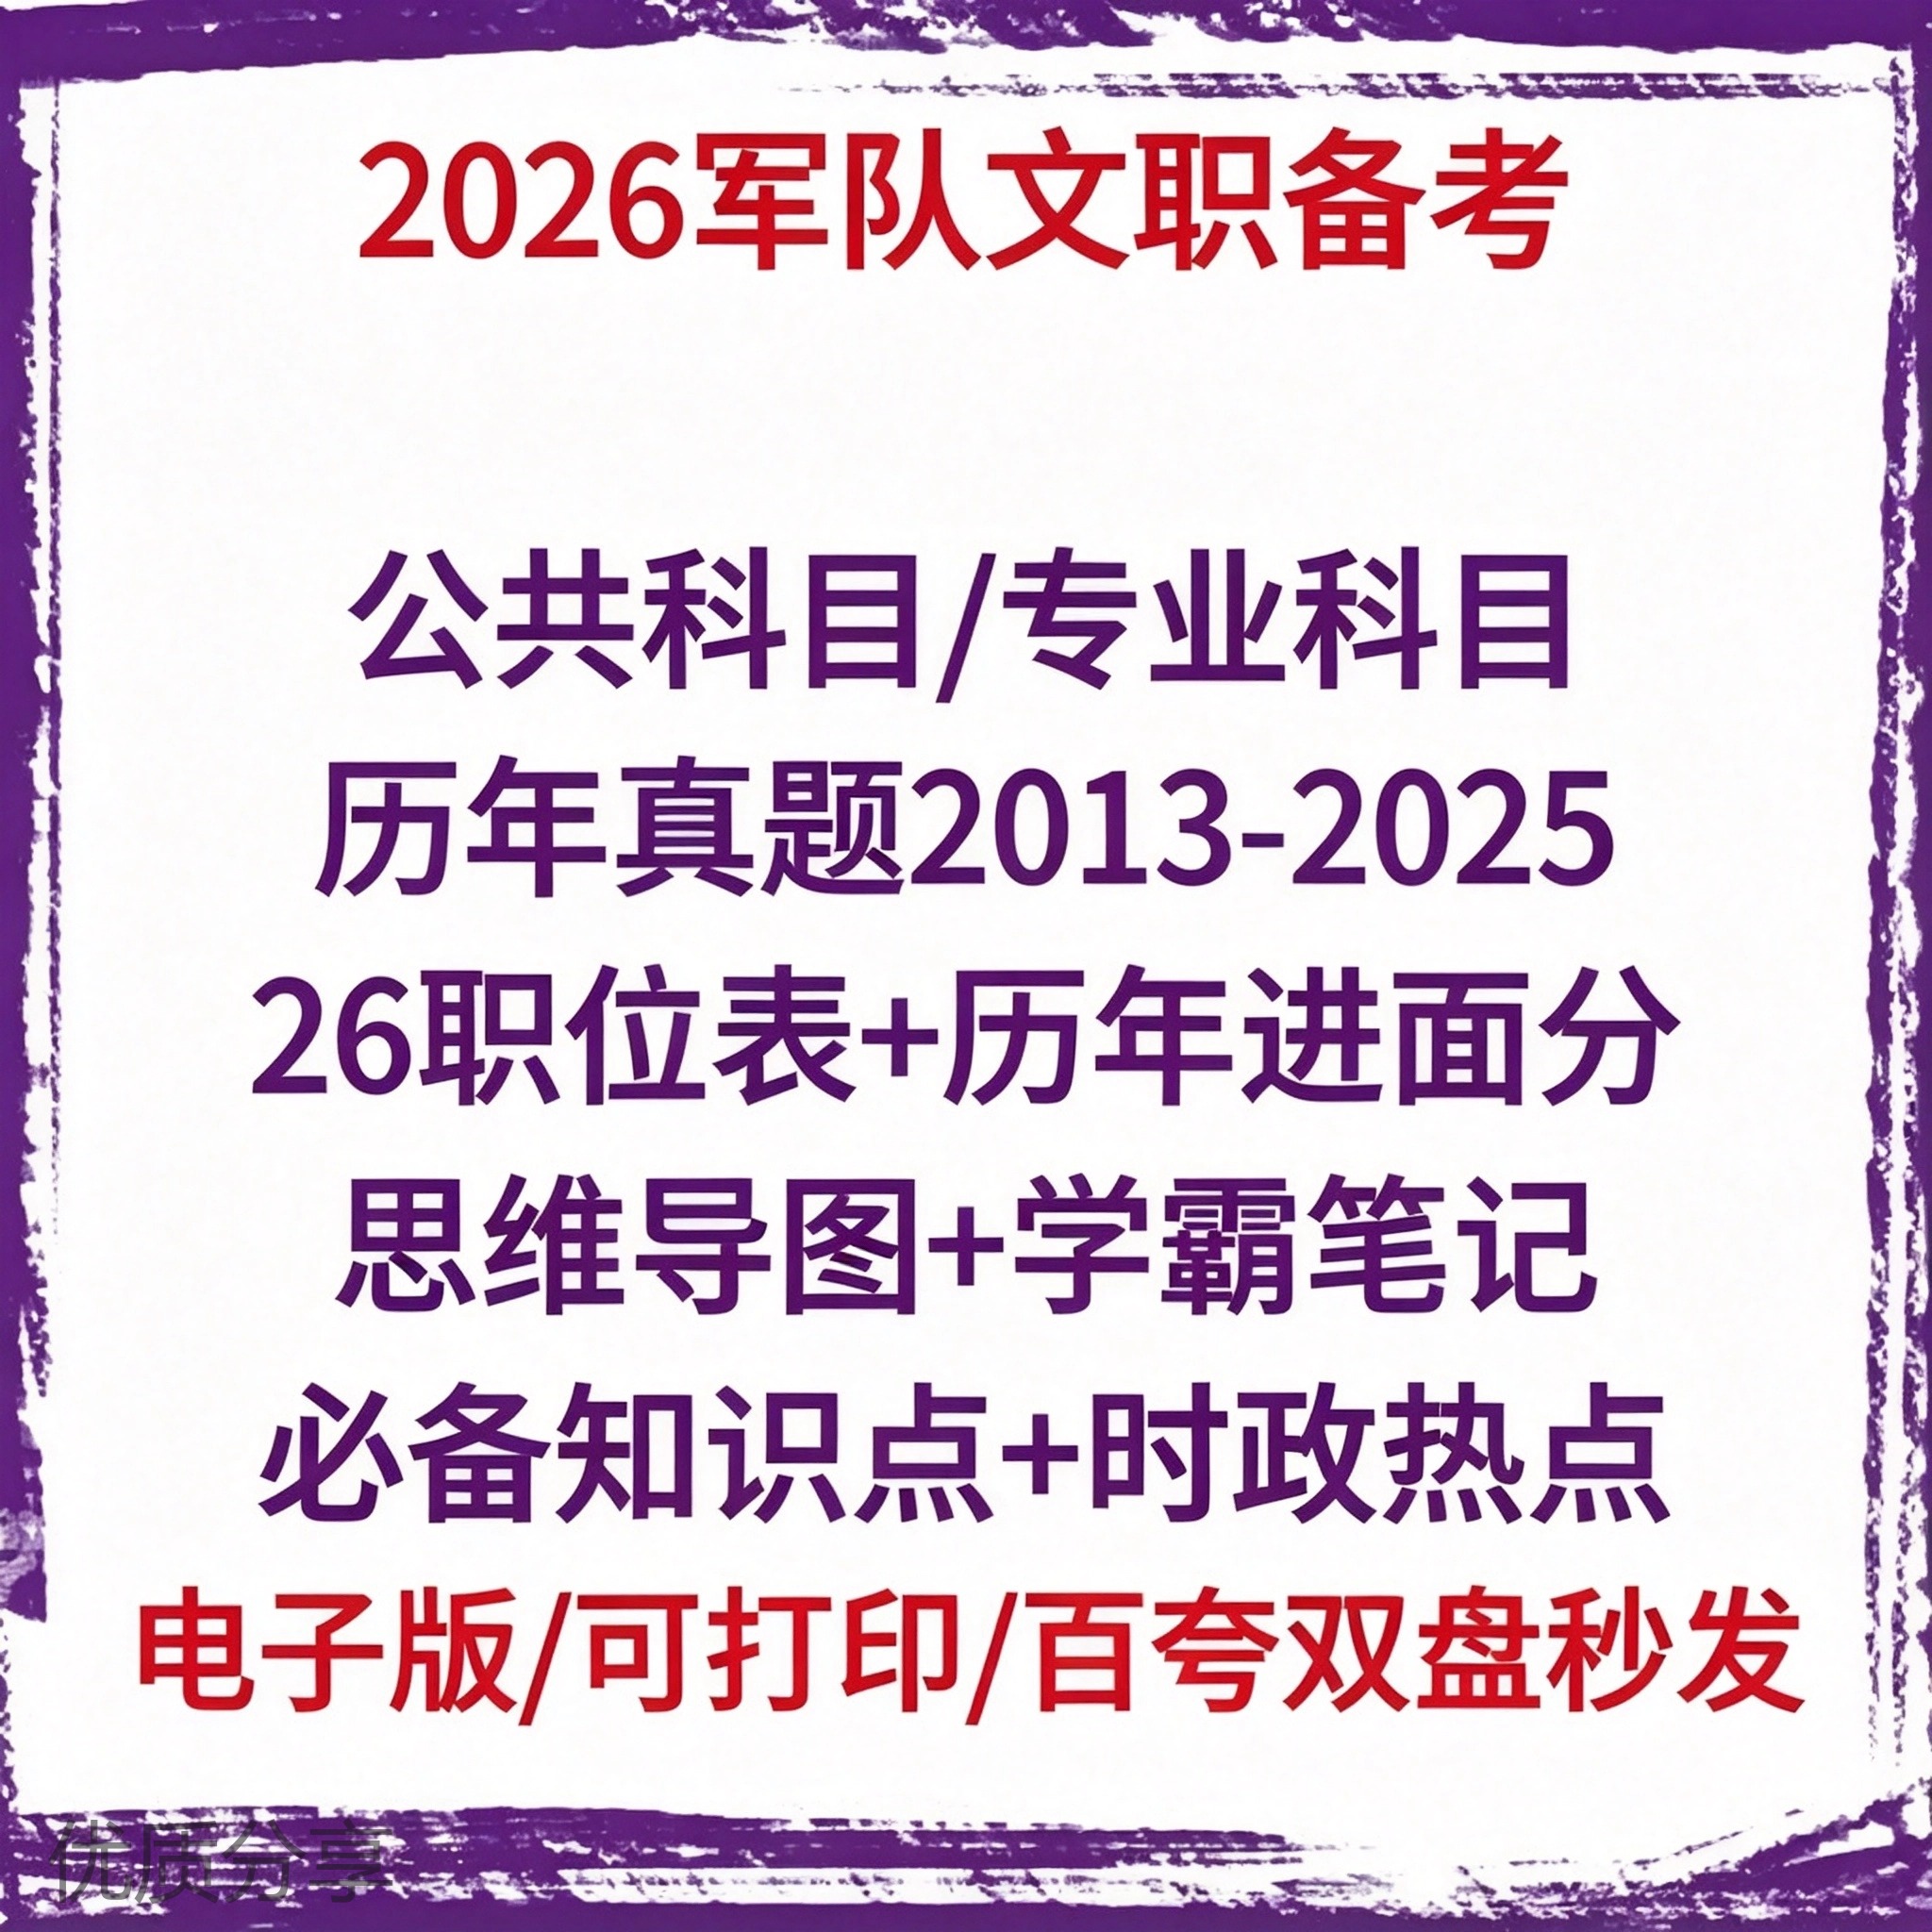 2026军队文职备考
公共科目/专业科目
历年真题2013-2025
26职位表+历年进面分
思维导图+学霸笔记
必备知识点+时政热点
电子版/可打印/百夸双盘秒发
优质分享